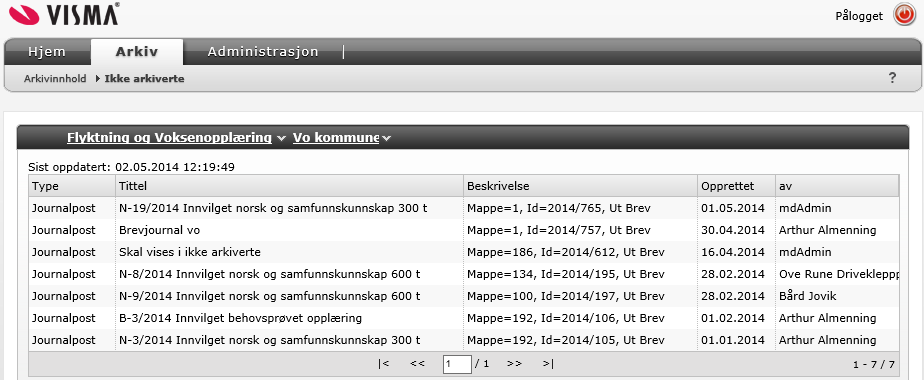 VISMA®
Pålogget
Hjem Arkiv Administrasjon |
Arkivinnhold Ikke arkiverte ?
Flyktning og Voksenopplæring Vo kommune
Sist oppdatert: 02.05.2014 12:19:49
Type Tittel Beskrivelse Opprettet av
Journalpost N-19/2014 Innvilget norsk og samfunnskunnskap 300 t Mappe=1, Id=2014/765, Ut Brev 01.05.2014 mdAdmin
Journalpost Brevjournal vo Mappe=1, Id=2014/757, Ut Brev 30.04.2014 Arthur Almenning
Journalpost Skal vises i ikke arkiverte Mappe=186, Id=2014/612, Ut Brev 16.04.2014 mdAdmin
Journalpost N-8/2014 Innvilget norsk og samfunnskunnskap 600 t Mappe=134, Id=2014/195, Ut Brev 28.02.2014 Ove Rune Driveklepp
Journalpost N-9/2014 Innvilget norsk og samfunnskunnskap 600 t Mappe=100, Id=2014/197, Ut Brev 28.02.2014 Bård Jovik
Journalpost B-3/2014 Innvilget behovsprøvet opplæring Mappe=192, Id=2014/106, Ut Brev 01.02.2014 Arthur Almenning
Journalpost N-3/2014 Innvilget norsk og samfunnskunnskap 300 t Mappe=192, Id=2014/105, Ut Brev 01.01.2014 Arthur Almenning
|< << 1 / 1 >> >| 1 - 7 / 7